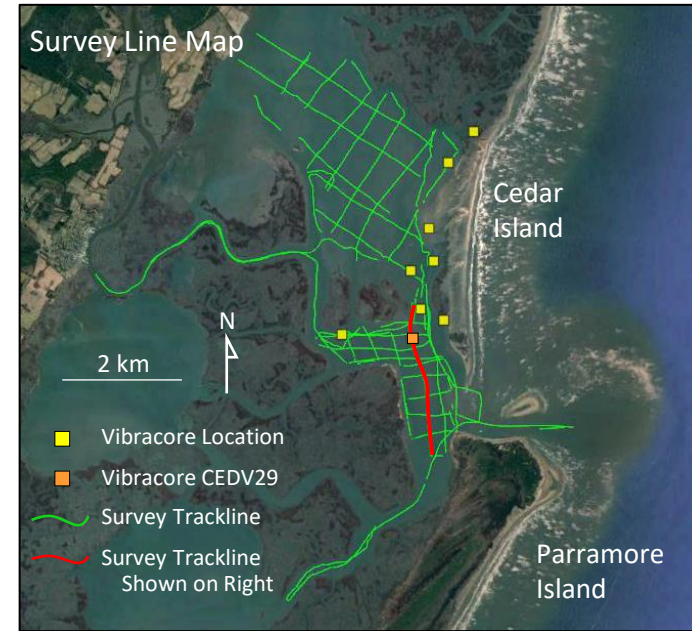 Survey Line Map
Cedar
Island
N
2 km
Vibracore Location
Vibracore CEDV29
Survey Trackline
Survey Trackline
Shown on Right
Parramore
Island